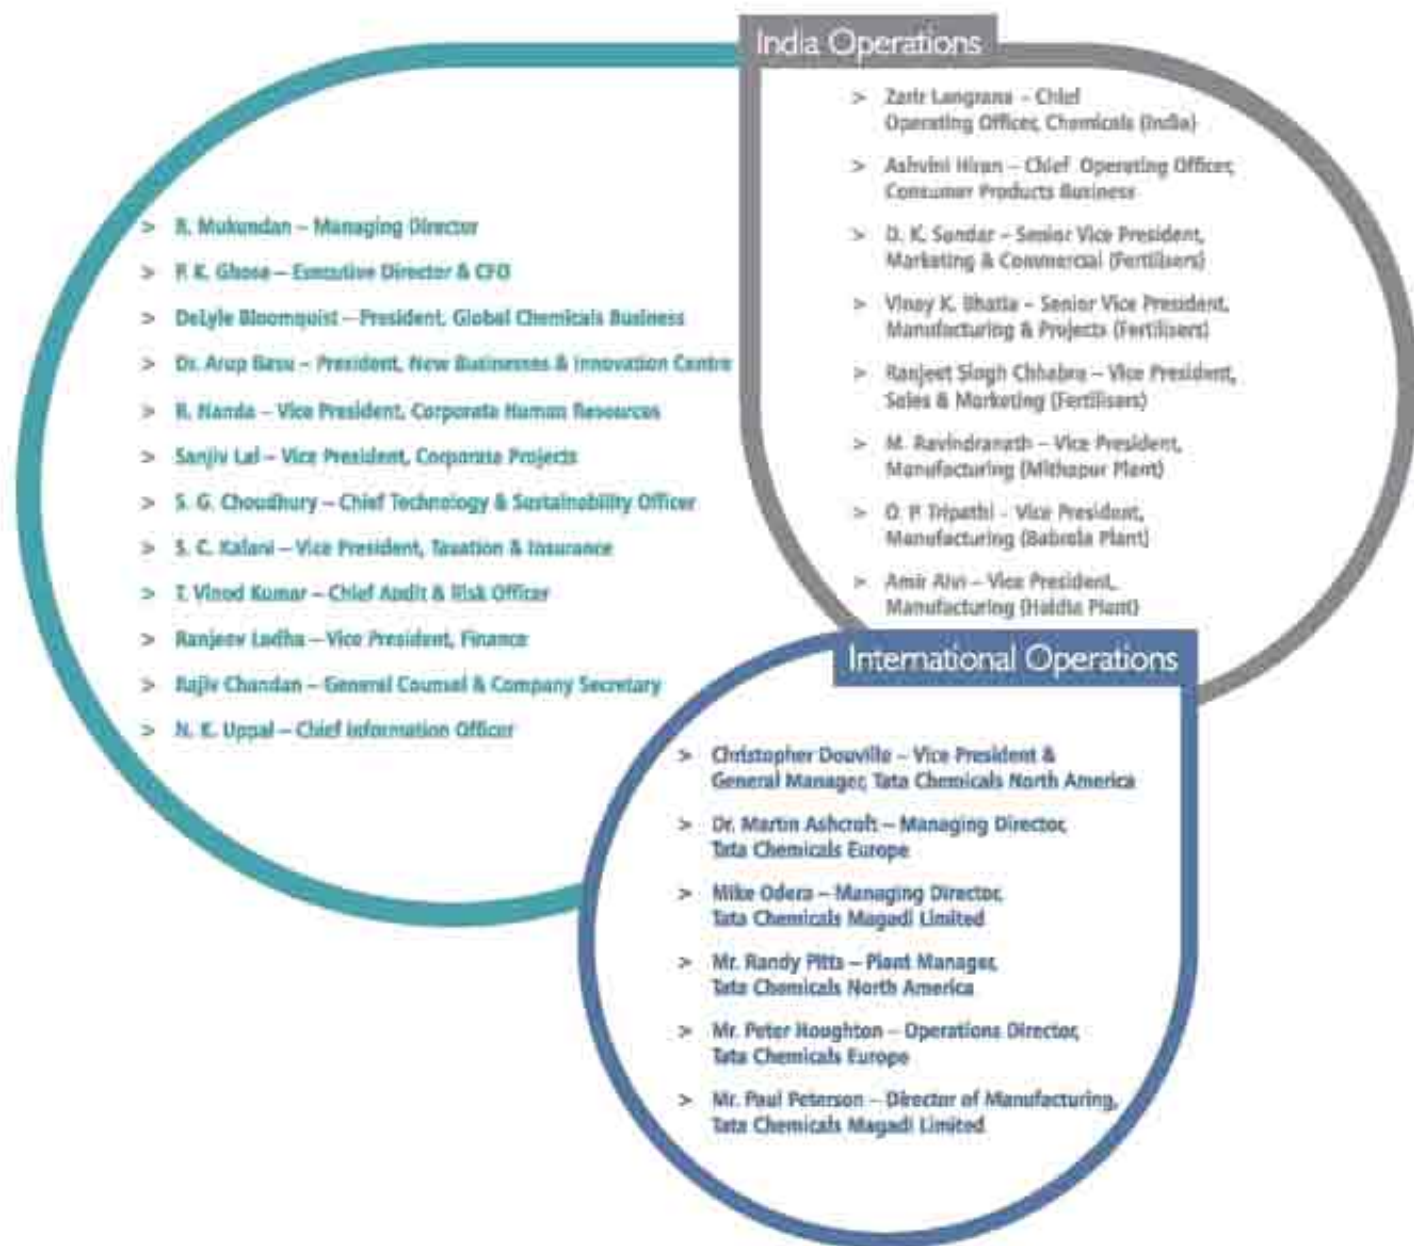 India Operations
> Zarir Langrana – Chief
Operating Officer, Chemicals (India)
> Ashvini Hiran – Chief Operating Officer,
Consumer Products Business
> D. K. Sundar – Senior Vice President,
Marketing & Commercial (Fertilisers)
> Vinay K. Bhatia – Senior Vice President,
Manufacturing & Projects (Fertilisers)
> Ranjeet Singh Chhabra – Vice President,
Sales & Marketing (Fertilisers)
> M. Ravindranath – Vice President,
Manufacturing (Mithapur Plant)
> O. P. Tripathi - Vice President,
Manufacturing (Babrala Plant)
> Amir Alvi – Vice President,
Manufacturing (Haldia Plant)
> R. Mukundan – Managing Director
> P. K. Ghose – Executive Director & CFO
> DeLyle Bloomquist – President, Global Chemicals Business
> Dr. Arup Basu – President, New Businesses & Innovation Centre
> R. Nanda – Vice President, Corporate Human Resources
> Sanjiv Lal – Vice President, Corporate Projects
> S. G. Choudhury – Chief Technology & Sustainability Officer
> S. C. Kalani – Vice President, Taxation & Insurance
> T. Vinod Kumar – Chief Audit & Risk Officer
> Ranjeev Lodha – Vice President, Finance
> Rajiv Chandan – General Counsel & Company Secretary
> N. K. Uppal – Chief Information Officer
International Operations
> Christopher Douville – Vice President &
General Manager, Tata Chemicals North America
> Dr. Martin Ashcroft – Managing Director,
Tata Chemicals Europe
> Mike Odera – Managing Director,
Tata Chemicals Magadi Limited
> Mr. Randy Pitts – Plant Manager,
Tata Chemicals North America
> Mr. Peter Houghton – Operations Director,
Tata Chemicals Europe
> Mr. Paul Peterson – Director of Manufacturing,
Tata Chemicals Magadi Limited